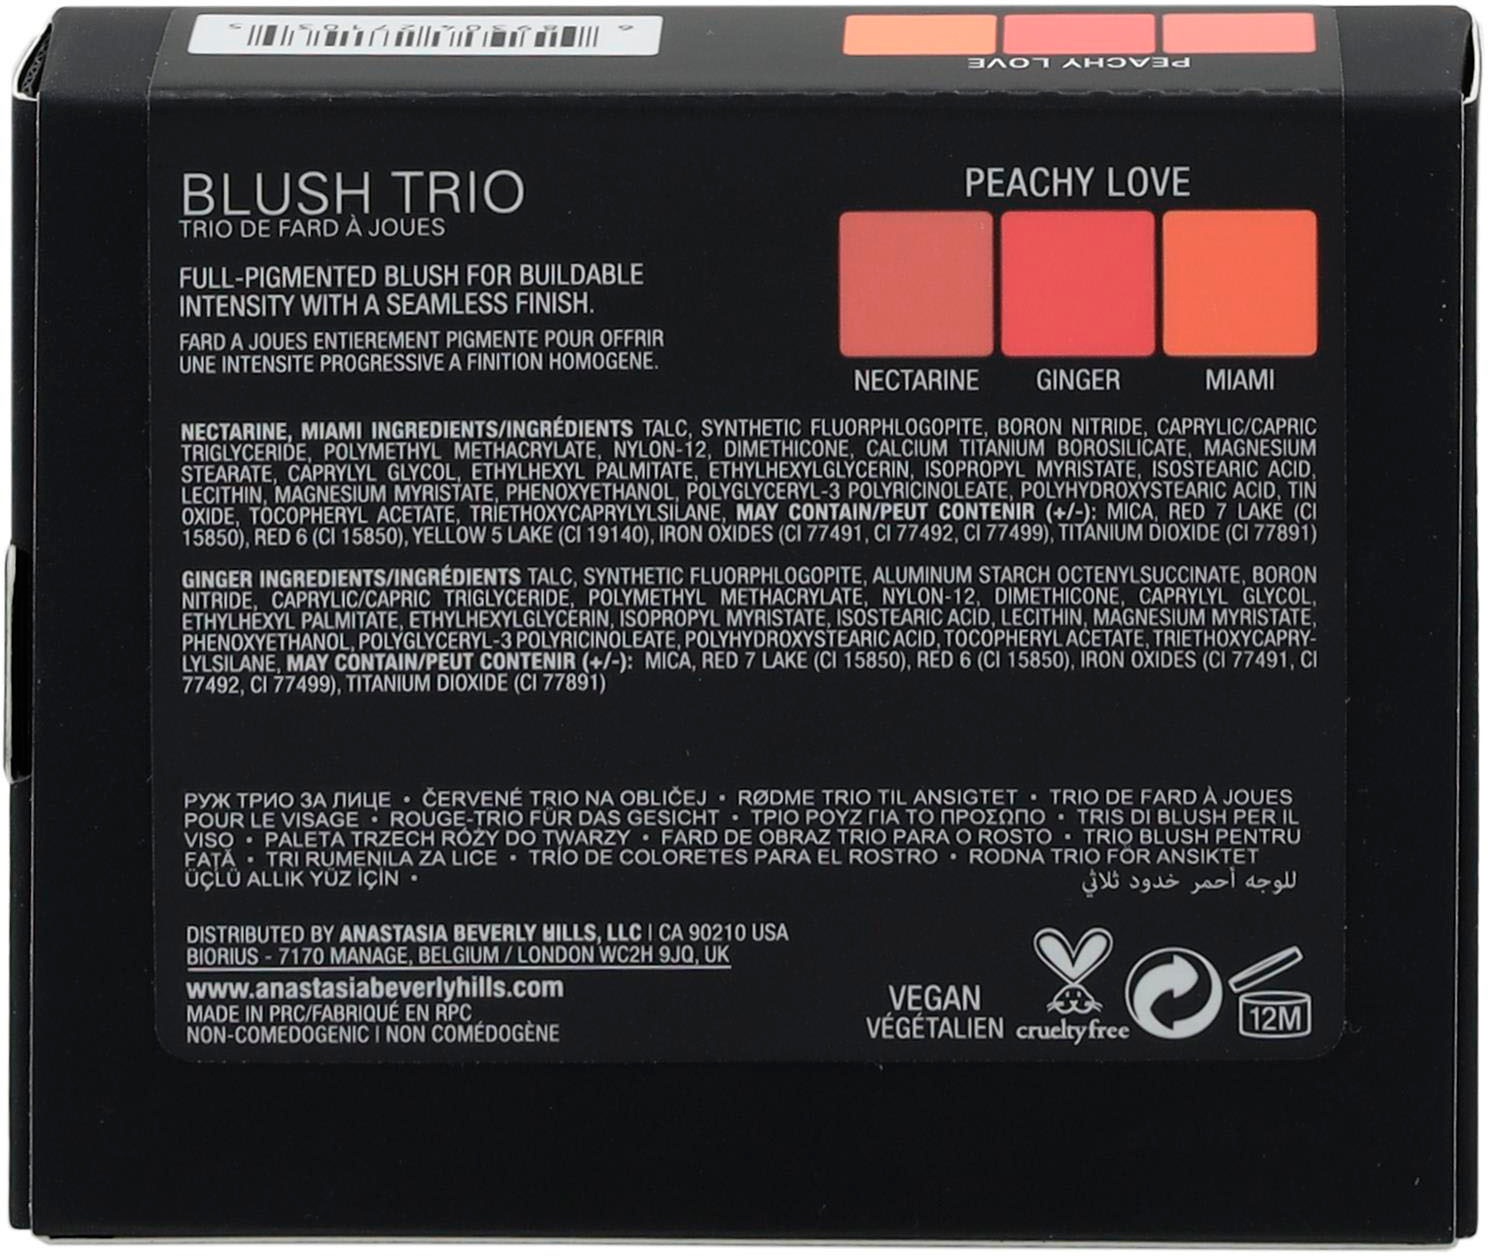 6 89304 27103 5
PEACHY LOVE
BLUSH TRIO
TRIO DE FARD À JOUES
FULL-PIGMENTED BLUSH FOR BUILDABLE
INTENSITY WITH A SEAMLESS FINISH.
FARD A JOUES ENTIEREMENT PIGMENTE POUR OFFRIR
UNE INTENSITE PROGRESSIVE A FINITION HOMOGENE.
PEACHY LOVE
NECTARINE GINGER MIAMI
NECTARINE, MIAMI INGREDIENTS/INGRÉDIENTS TALC, SYNTHETIC FLUORPHLOGOPITE, BORON NITRIDE, CAPRYLIC/CAPRIC
TRIGLYCERIDE, POLYMETHYL METHACRYLATE, NYLON-12, DIMETHICONE, CALCIUM TITANIUM BOROSILICATE, MAGNESIUM
STEARATE, CAPRYLYL GLYCOL, ETHYLHEXYL PALMITATE, ETHYLHEXYLGLYCERIN, ISOPROPYL MYRISTATE, ISOSTEARIC ACID,
LECITHIN, MAGNESIUM MYRISTATE, PHENOXYETHANOL, POLYGLYCERYL-3 POLYRICINOLEATE, POLYHYDROXYSTEARIC ACID, TIN
OXIDE, TOCOPHERYL ACETATE, TRIETHOXYCAPRYLYLSILANE, MAY CONTAIN/PEUT CONTENIR (+/-): MICA, RED 7 LAKE (CI
15850), RED 6 (CI 15850), YELLOW 5 LAKE (CI 19140), IRON OXIDES (CI 77491, CI 77492, CI 77499), TITANIUM DIOXIDE (CI 77891)
GINGER INGREDIENTS/INGRÉDIENTS TALC, SYNTHETIC FLUORPHLOGOPITE, ALUMINUM STARCH OCTENYLSUCCINATE, BORON
NITRIDE, CAPRYLIC/CAPRIC TRIGLYCERIDE, POLYMETHYL METHACRYLATE, NYLON-12, DIMETHICONE, CAPRYLYL GLYCOL,
ETHYLHEXYL PALMITATE, ETHYLHEXYLGLYCERIN, ISOPROPYL MYRISTATE, ISOSTEARIC ACID, LECITHIN, MAGNESIUM MYRISTATE,
PHENOXYETHANOL, POLYGLYCERYL-3 POLYRICINOLEATE, POLYHYDROXYSTEARIC ACID, TOCOPHERYL ACETATE, TRIETHOXYCAPRY-
LYLSILANE, MAY CONTAIN/PEUT CONTENIR (+/-): MICA, RED 7 LAKE (CI 15850), RED 6 (CI 15850), IRON OXIDES (CI 77491, CI
77492, CI 77499), TITANIUM DIOXIDE (CI 77891)
РУЖ ТРИО ЗА ЛИЦЕ • ČERVENÉ TRIO NA OBLIČEJ • RØDME TRIO TIL ANSIGTET • TRIO DE FARD À JOUES
POUR LE VISAGE • ROUGE-TRIO FÜR DAS GESICHT • ΤΡΙΟ ΡΟΥΖ ΓΙΑ ΤΟ ΠΡΟΣΩΠΟ • TRIS DI BLUSH PER IL
VISO • PALETA TRZECH RÓŻY DO TWARZY • FARD DE OBRAZ TRIO PARA O ROSTO • TRIO BLUSH PENTRU
FAȚĂ • TRI RUMENILA ZA LICE • TRÍO DE COLORETES PARA EL ROSTRO • RODNA TRIO FÖR ANSIKTET
ÜÇLÜ ALLIK YÜZ İÇİN • للوجه أحمر خدود ثلاثي
DISTRIBUTED BY ANASTASIA BEVERLY HILLS, LLC | CA 90210 USA
BIORIUS - 7170 MANAGE, BELGIUM / LONDON WC2H 9JQ, UK
www.anastasiabeverlyhills.com
MADE IN PRC/FABRIQUÉ EN RPC
NON-COMEDOGENIC | NON COMÉDOGÈNE
VEGAN
VÉGÉTALIEN
crueltyfree
12M